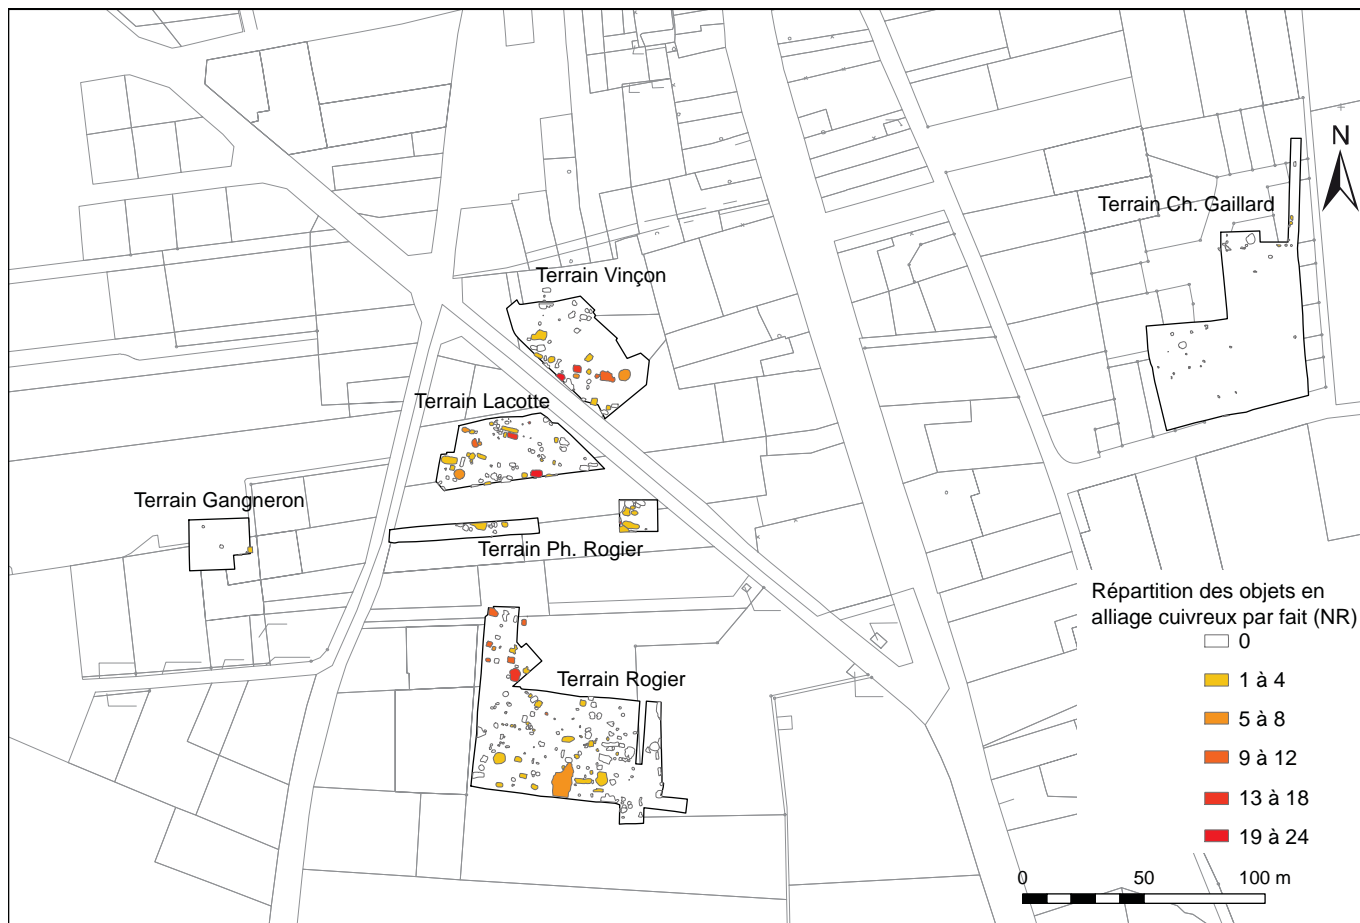 N
Terrain Ch. Gaillard
Terrain Vinçon
Terrain Lacotte
Terrain Gangneron
Terrain Ph. Rogier
Terrain Rogier
Répartition des objets en
alliage cuivreux par fait (NR)
0
1 à 4
5 à 8
9 à 12
13 à 18
19 à 24
0 50 100 m